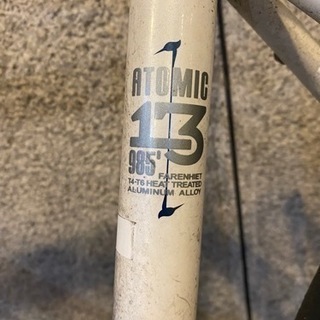 ATOMIC
13
985°
FARENHIET
T4-T6 HEAT TREATED
ALUMINUM ALLOY